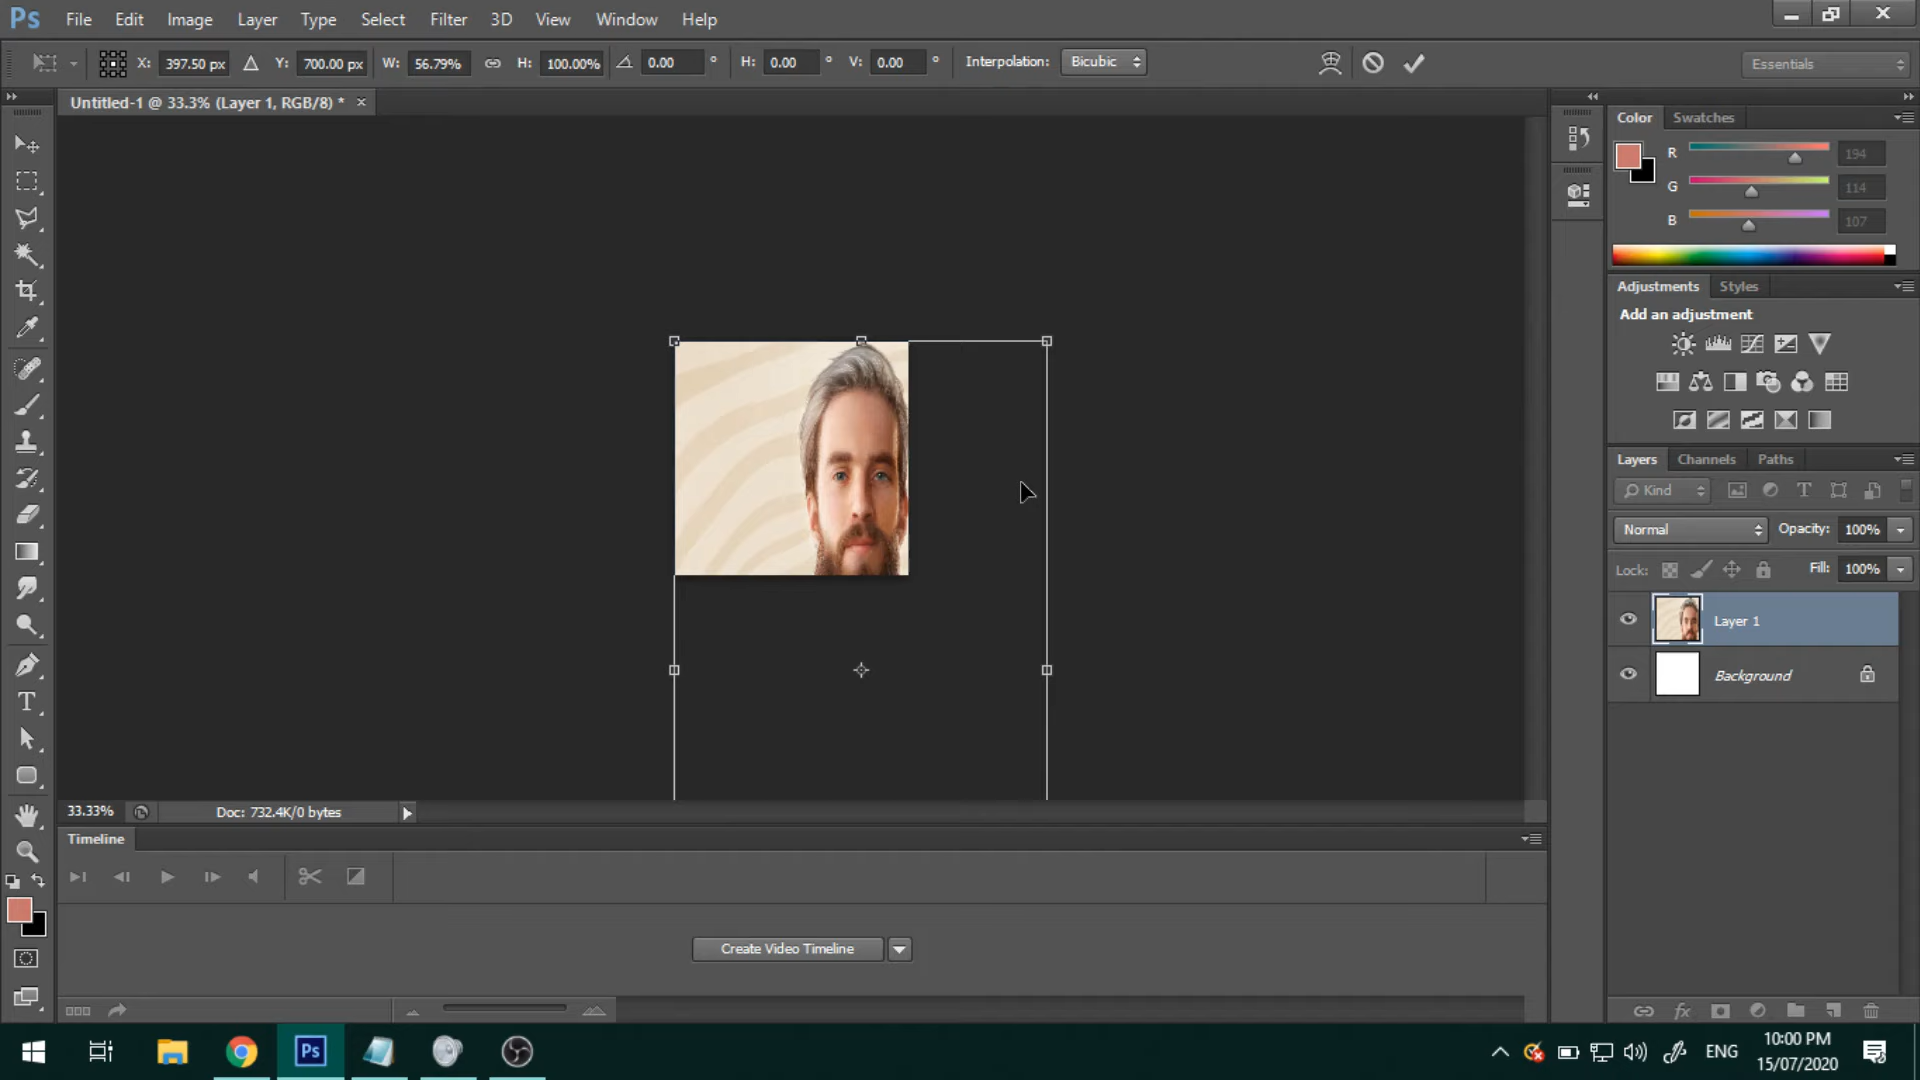 Ps File Edit Image Layer Type Select Filter 3D View Window Help
X: 397.50 px Y: 700.00 px W: 56.79% H: 100.00% 0.00 ° H: 0.00 ° V: 0.00 ° Interpolation: Bicubic Essentials
Untitled-1 @ 33.3% (Layer 1, RGB/8) * ×
Color Swatches
R 194
G 114
B 107
Adjustments Styles
Add an adjustment
Layers Channels Paths
Kind
Normal Opacity: 100%
Lock: Fill: 100%
Layer 1
Background
33.33% Doc: 732.4K/0 bytes
Timeline
Create Video Timeline
Ps ENG 10:00 PM
15/07/2020